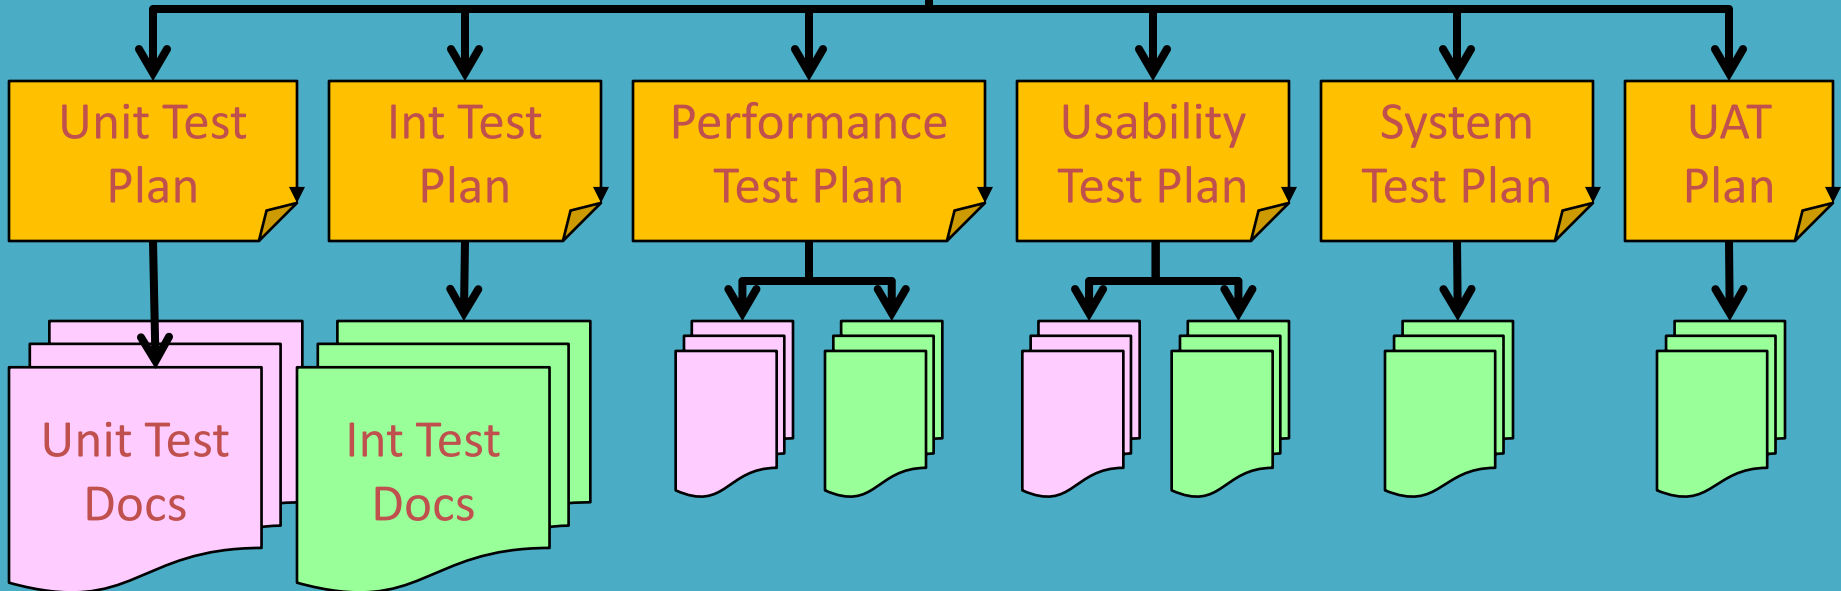 Unit Test
Plan
Int Test
Plan
Performance
Test Plan
Usability
Test Plan
System
Test Plan
UAT
Plan
Unit Test
Docs
Int Test
Docs